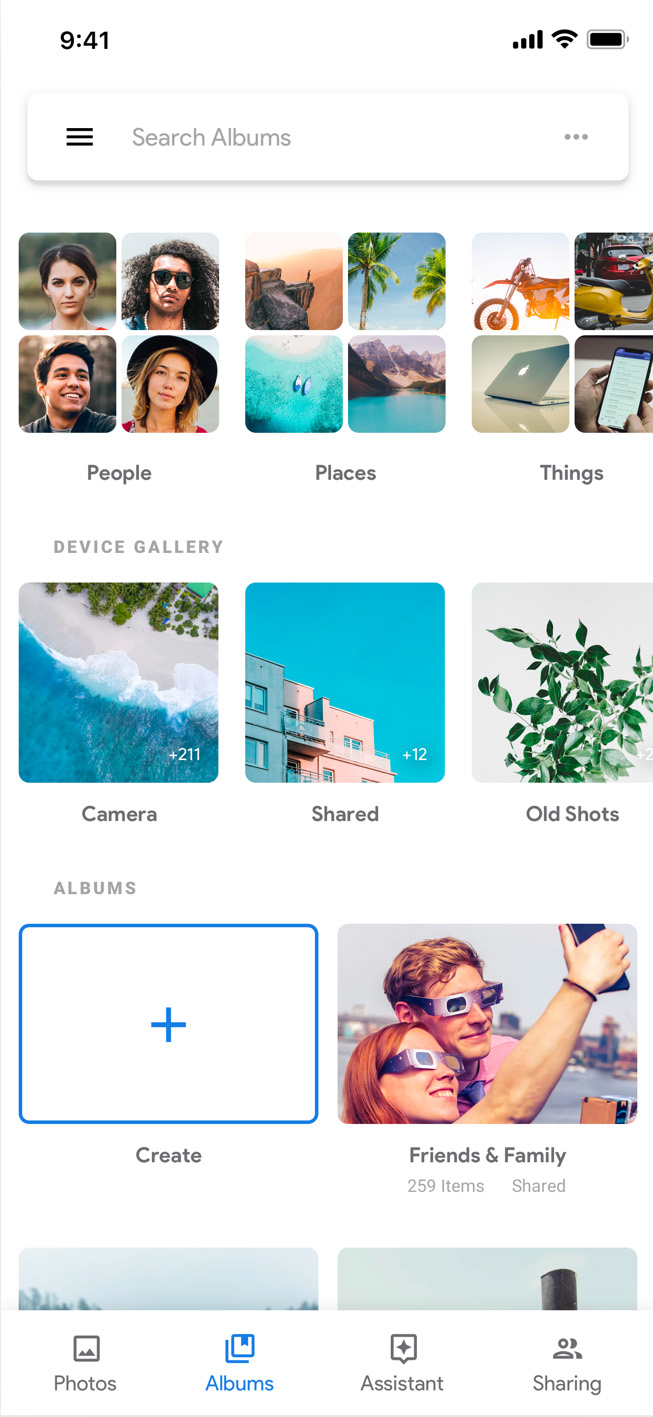 9:41
Search Albums
People
Places
Things
DEVICE GALLERY
+211
+12
Camera
Shared
Old Shots
ALBUMS
Create
Friends & Family
259 Items Shared
Photos
Albums
Assistant
Sharing